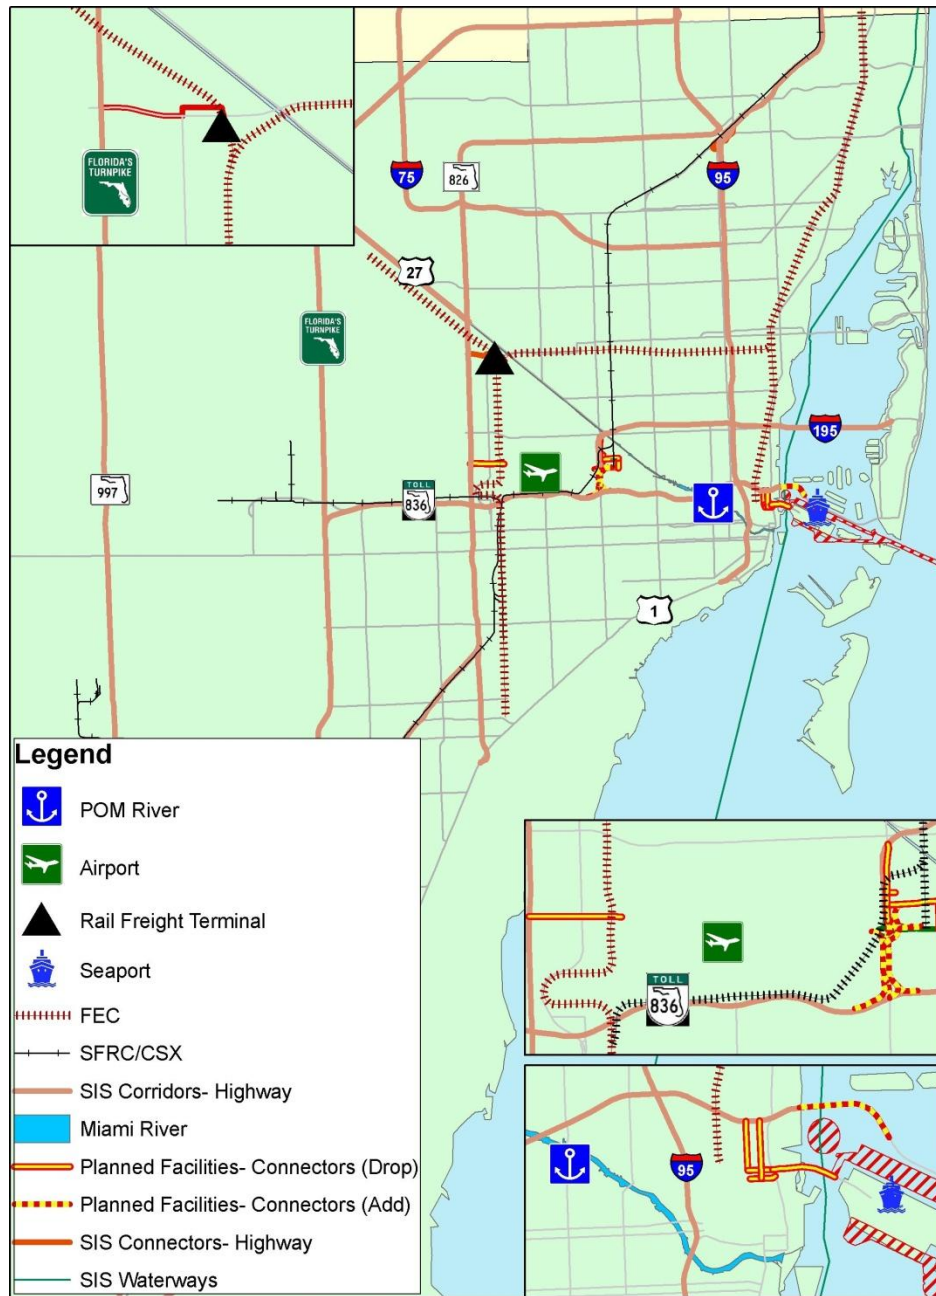 FLORIDA'S
TURNPIKE
75
826
95
27
FLORIDA'S
TURNPIKE
195
997
TOLL
836
1
Legend
POM River
Airport
Rail Freight Terminal
Seaport
FEC
SFRC/CSX
SIS Corridors- Highway
Miami River
Planned Facilities- Connectors (Drop)
Planned Facilities- Connectors (Add)
SIS Connectors- Highway
SIS Waterways
TOLL
836
95